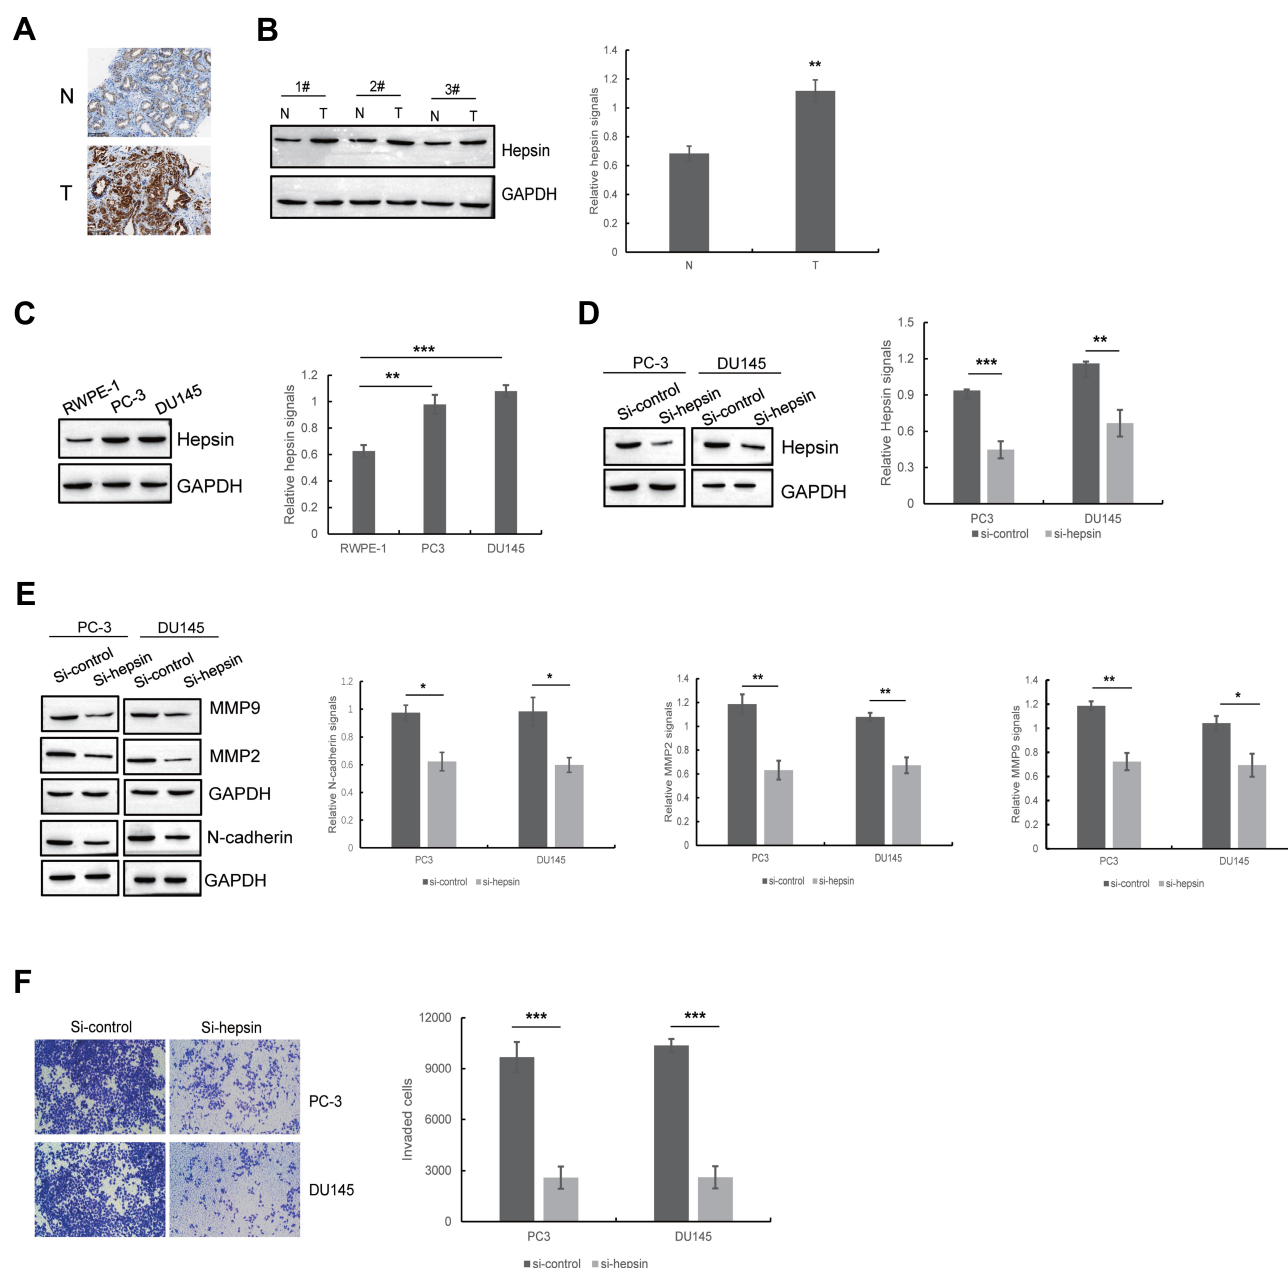 A
N
T
B
1# 2# 3#
N T N T N T
Hepsin
GAPDH
Relative hepsin signals
1.4
1.2
1
0.8
0.6
0.4
0.2
0
**
N T
C
RWPE-1 PC-3 DU145
Hepsin
GAPDH
Relative hepsin signals
1.2
1
0.8
0.6
0.4
0.2
0
***
**
RWPE-1 PC3 DU145
D
PC-3 DU145
Si-control Si-hepsin Si-control Si-hepsin
Hepsin
GAPDH
Relative Hepsin signals
1.5
1.2
0.9
0.6
0.3
0
*** **
PC3 DU145
si-control si-hepsin
E
PC-3 DU145
Si-control Si-hepsin Si-control Si-hepsin
MMP9
MMP2
GAPDH
N-cadherin
GAPDH
Relative N-cadherin signals
1.2
1
0.8
0.6
0.4
0.2
0
* *
PC3 DU145
si-control si-hepsin
Relative MMP2 signals
1.4
1.2
1
0.8
0.6
0.4
0.2
0
** **
PC3 DU145
si-control si-hepsin
Relative MMP9 signals
1.4
1.2
1
0.8
0.6
0.4
0.2
0
** *
PC3 DU145
si-control si-hepsin
F
Si-control Si-hepsin
PC-3
DU145
Invaded cells
12000
9000
6000
3000
0
*** ***
PC3 DU145
si-control si-hepsin